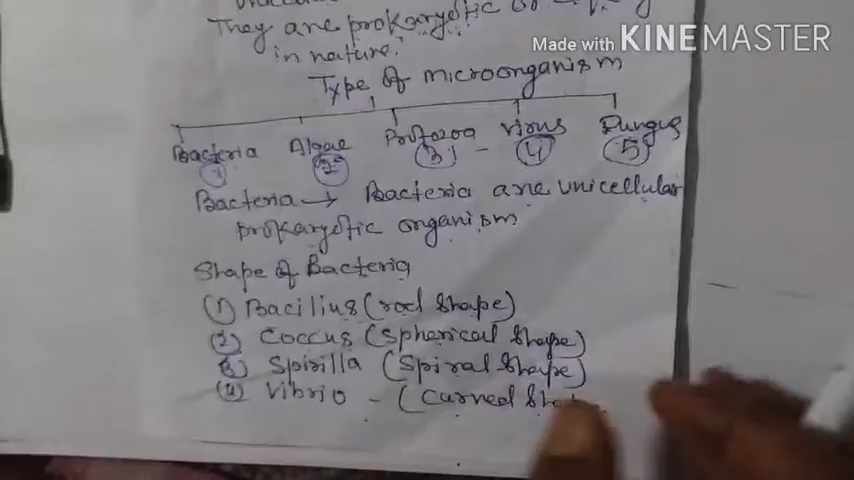 They are prokaryotic or
in nature.
Made with KINEMASTER
Type of microorganism
Bacteria Algae Protozoa Virus Fungus
1 2 3 4 5
Bacteria → Bacteria are unicellular
prokaryotic organism
Shape of Bacteria
(1) Bacilius (rod shape)
(2) Coccus (Spherical Shape)
(3) Spirilla (Spiral Shape)
(4) Vibrio - (Curved